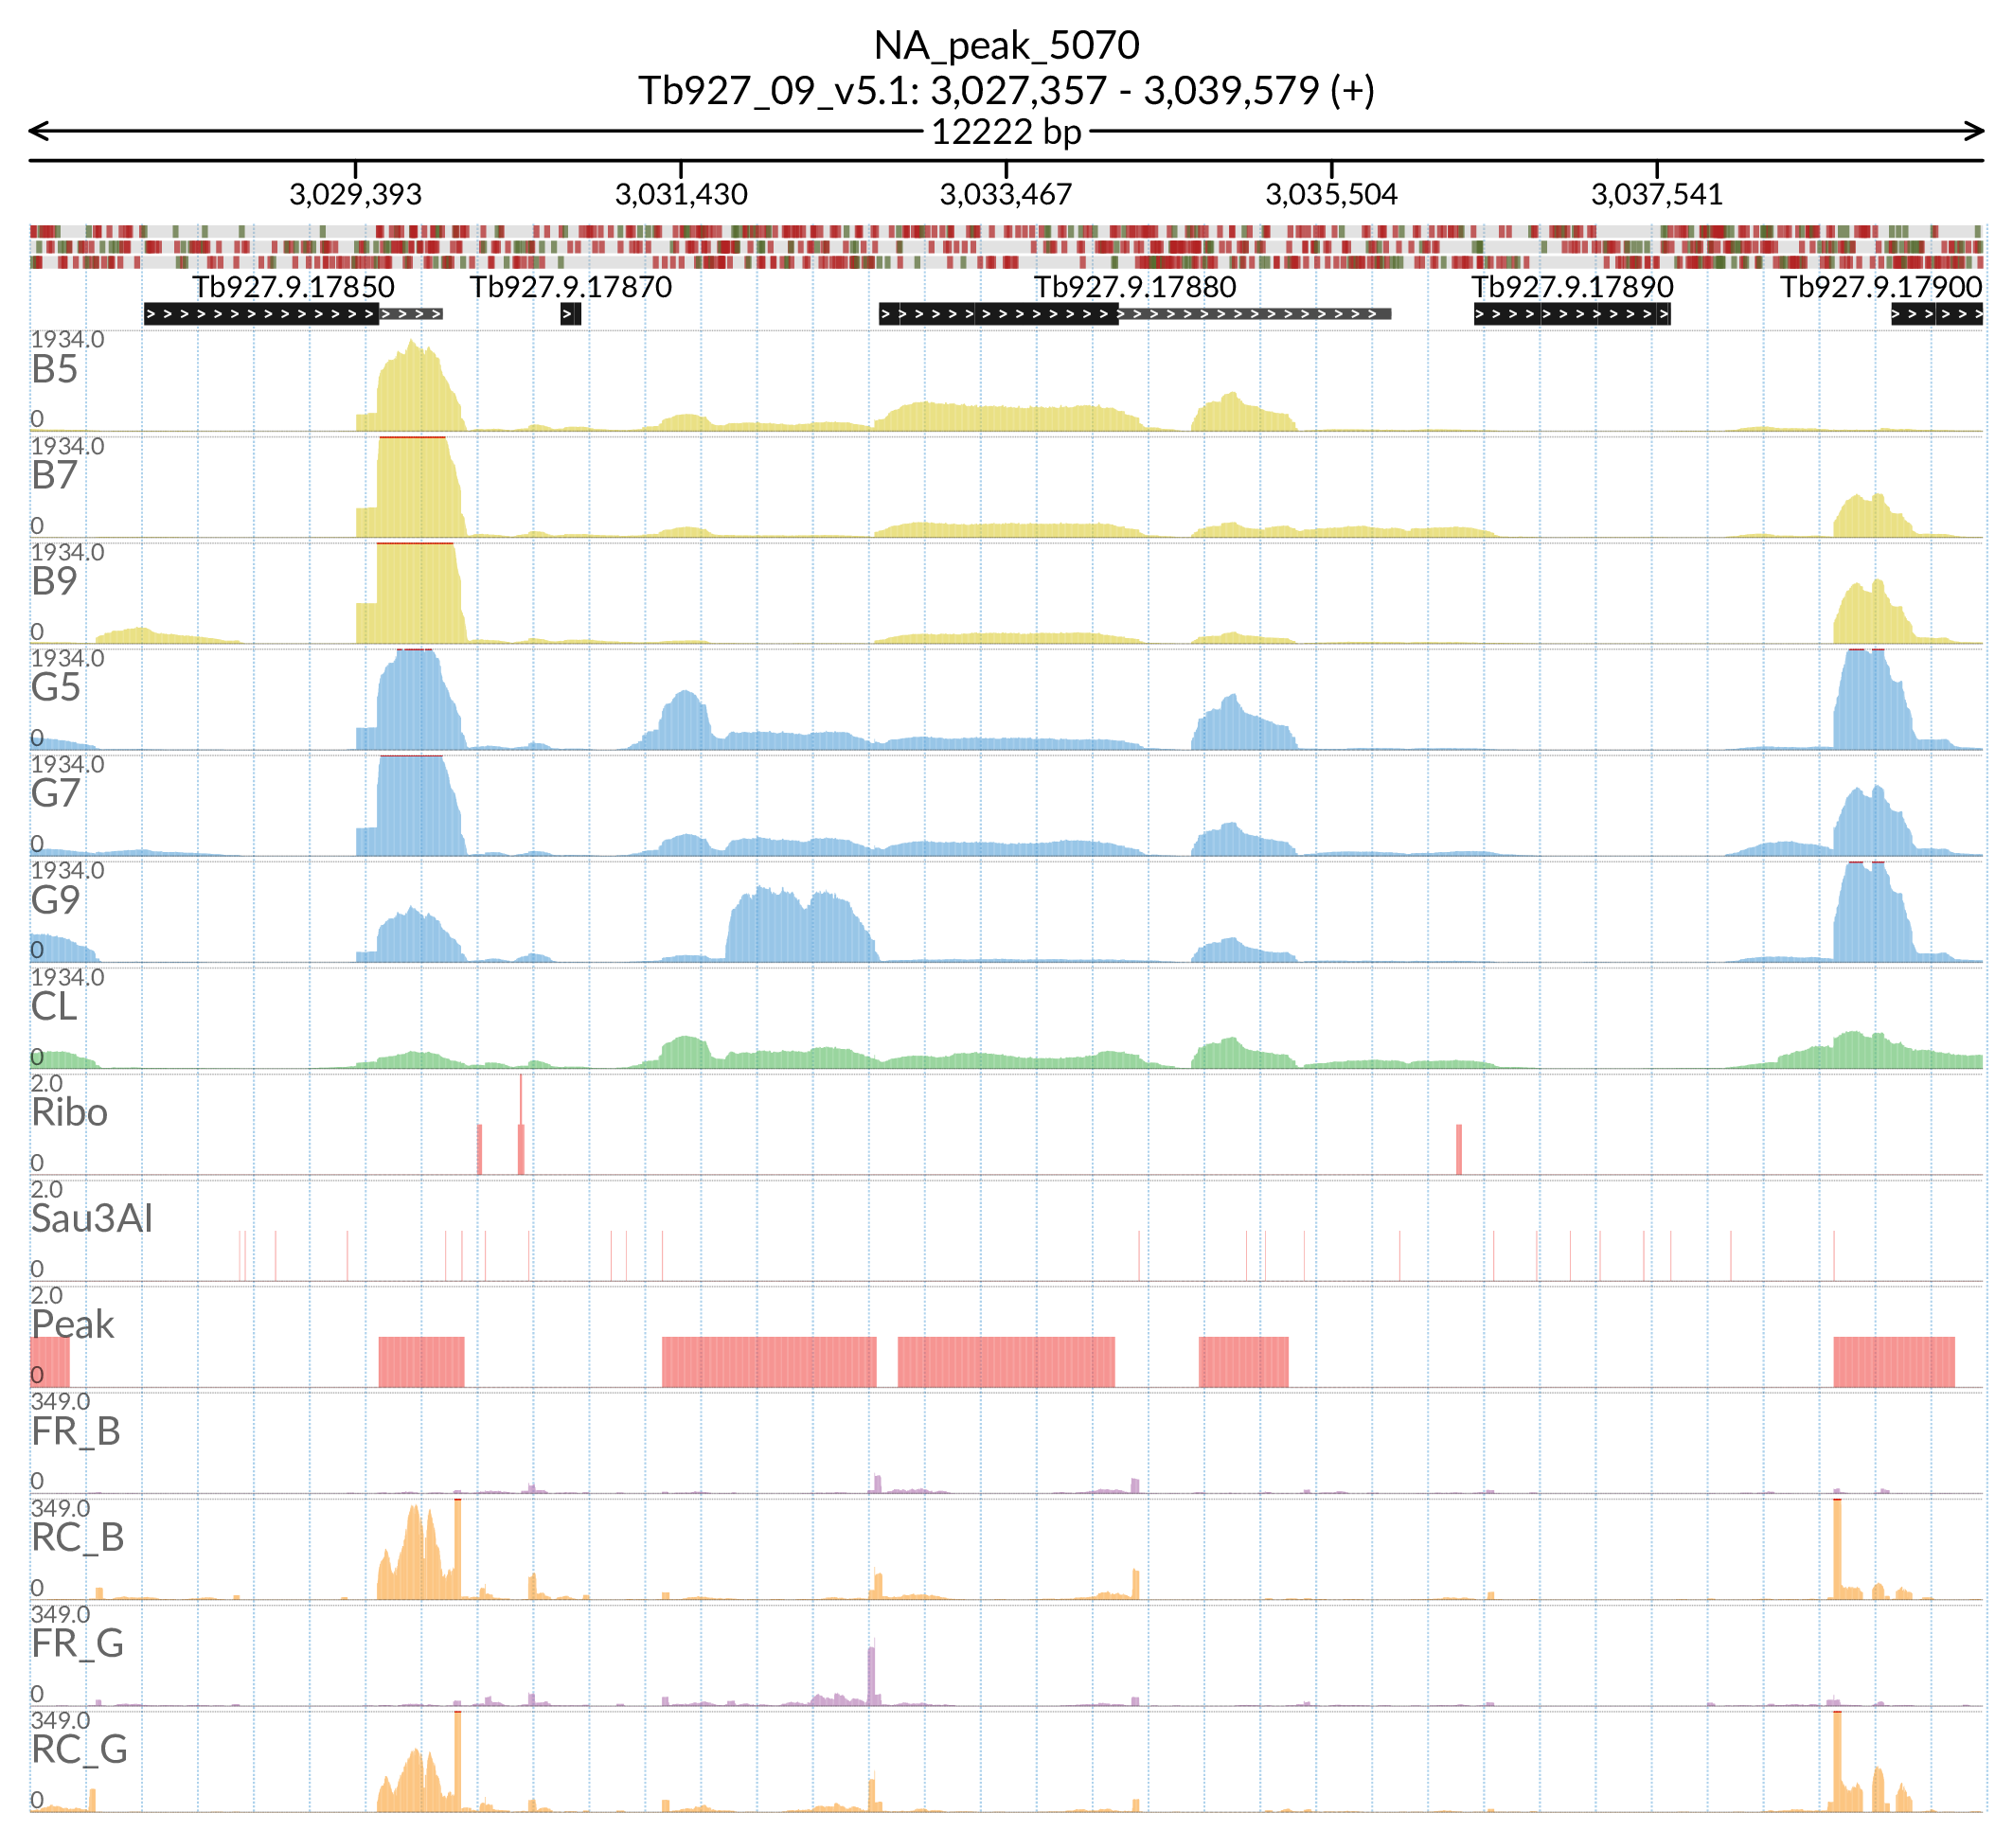 NA_peak_5070
Tb927_09_v5.1: 3,027,357 - 3,039,579 (+)
12222 bp
3,029,393 3,031,430 3,033,467 3,035,504 3,037,541
Tb927.9.17850 Tb927.9.17870 Tb927.9.17880 Tb927.9.17890 Tb927.9.17900
1934.0
B5
0
1934.0
B7
0
1934.0
B9
0
1934.0
G5
0
1934.0
G7
0
1934.0
G9
0
1934.0
CL
0
2.0
Ribo
0
2.0
Sau3AI
0
2.0
Peak
0
349.0
FR_B
0
349.0
RC_B
0
349.0
FR_G
0
349.0
RC_G
0